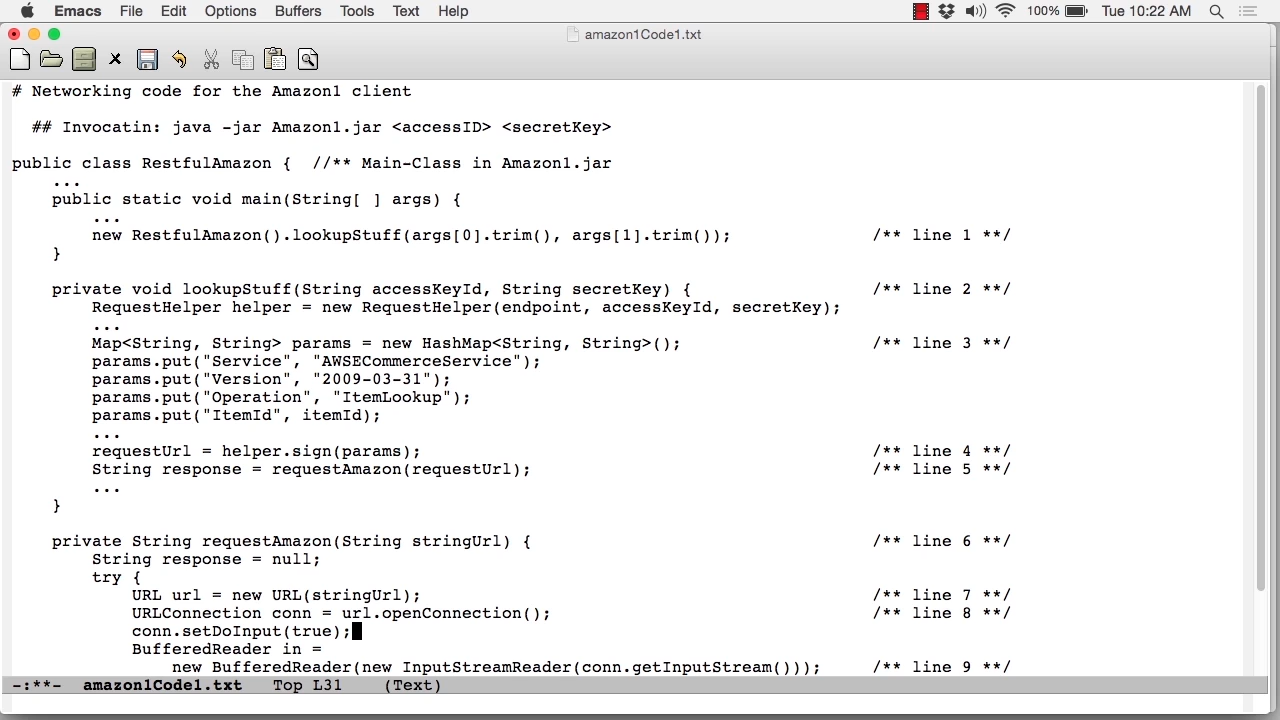 Emacs File Edit Options Buffers Tools Text Help 100% Tue 10:22 AM
amazon1Code1.txt
# Networking code for the Amazon1 client
## Invocatin: java -jar Amazon1.jar <accessID> <secretKey>
public class RestfulAmazon { //** Main-Class in Amazon1.jar
...
public static void main(String[ ] args) {
...
new RestfulAmazon().lookupStuff(args[0].trim(), args[1].trim()); /** line 1 **/
}
private void lookupStuff(String accessKeyId, String secretKey) { /** line 2 **/
RequestHelper helper = new RequestHelper(endpoint, accessKeyId, secretKey);
...
Map<String, String> params = new HashMap<String, String>(); /** line 3 **/
params.put("Service", "AWSECommerceService");
params.put("Version", "2009-03-31");
params.put("Operation", "ItemLookup");
params.put("ItemId", itemId);
...
requestUrl = helper.sign(params); /** line 4 **/
String response = requestAmazon(requestUrl); /** line 5 **/
...
}
private String requestAmazon(String stringUrl) { /** line 6 **/
String response = null;
try {
URL url = new URL(stringUrl); /** line 7 **/
URLConnection conn = url.openConnection(); /** line 8 **/
conn.setDoInput(true);
BufferedReader in =
new BufferedReader(new InputStreamReader(conn.getInputStream())); /** line 9 **/
-:**- amazon1Code1.txt Top L31 (Text)